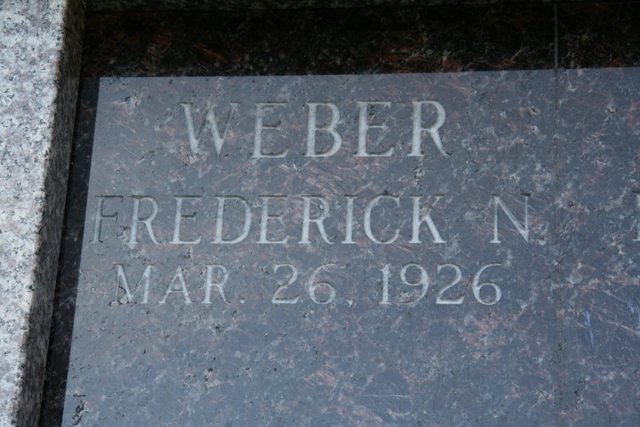 WEBER
FREDERICK N.
MAR. 26, 1926